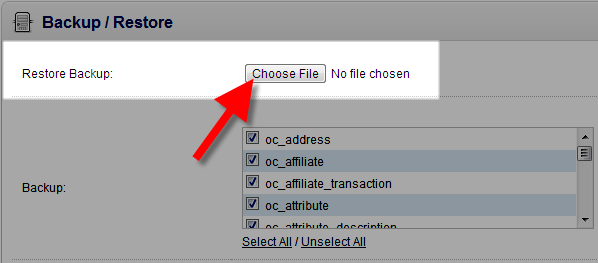 Backup / Restore
Restore Backup: Choose File No file chosen
oc_address
oc_affiliate
oc_affiliate_transaction
Backup:
oc_attribute
oc_attribute_description
Select All / Unselect All